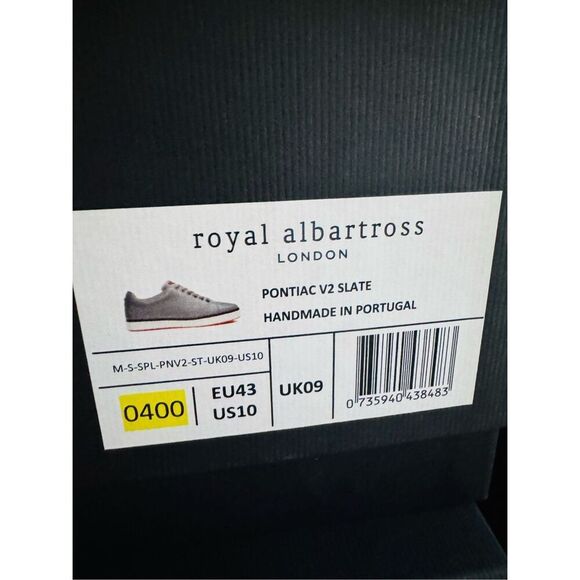 royal albartross
LONDON
PONTIAC V2 SLATE
HANDMADE IN PORTUGAL
M-S-SPL-PNV2-ST-UK09-US10
0400
EU43
US10
UK09
0 735940 438483